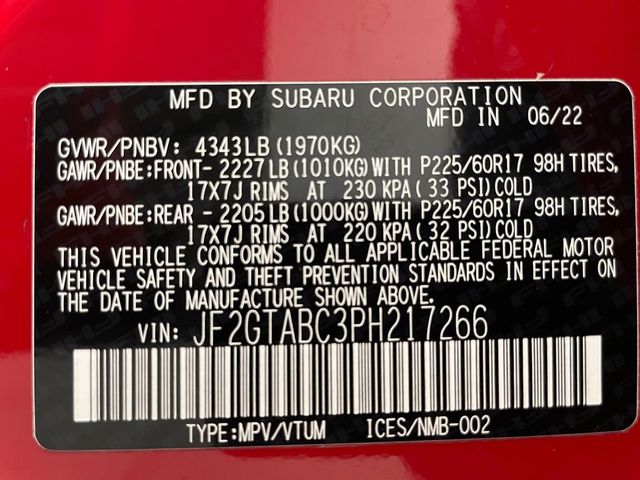 MFD BY SUBARU CORPORATION
MFD IN 06/22
GVWR/PNBV: 4343LB(1970KG)
GAWR/PNBE:FRONT- 2227LB(1010KG)WITH P225/60R17 98H TIRES,
17X7J RIMS AT 230 KPA(33 PSI)COLD
GAWR/PNBE:REAR - 2205LB(1000KG)WITH P225/60R17 98H TIRES,
17X7J RIMS AT 220 KPA(32 PSI)COLD
THIS VEHICLE CONFORMS TO ALL APPLICABLE FEDERAL MOTOR
VEHICLE SAFETY AND THEFT PREVENTION STANDARDS IN EFFECT ON
THE DATE OF MANUFACTURE SHOWN ABOVE.
VIN: JF2GTABC3PH217266
TYPE:MPV/VTUM ICES/NMB-002